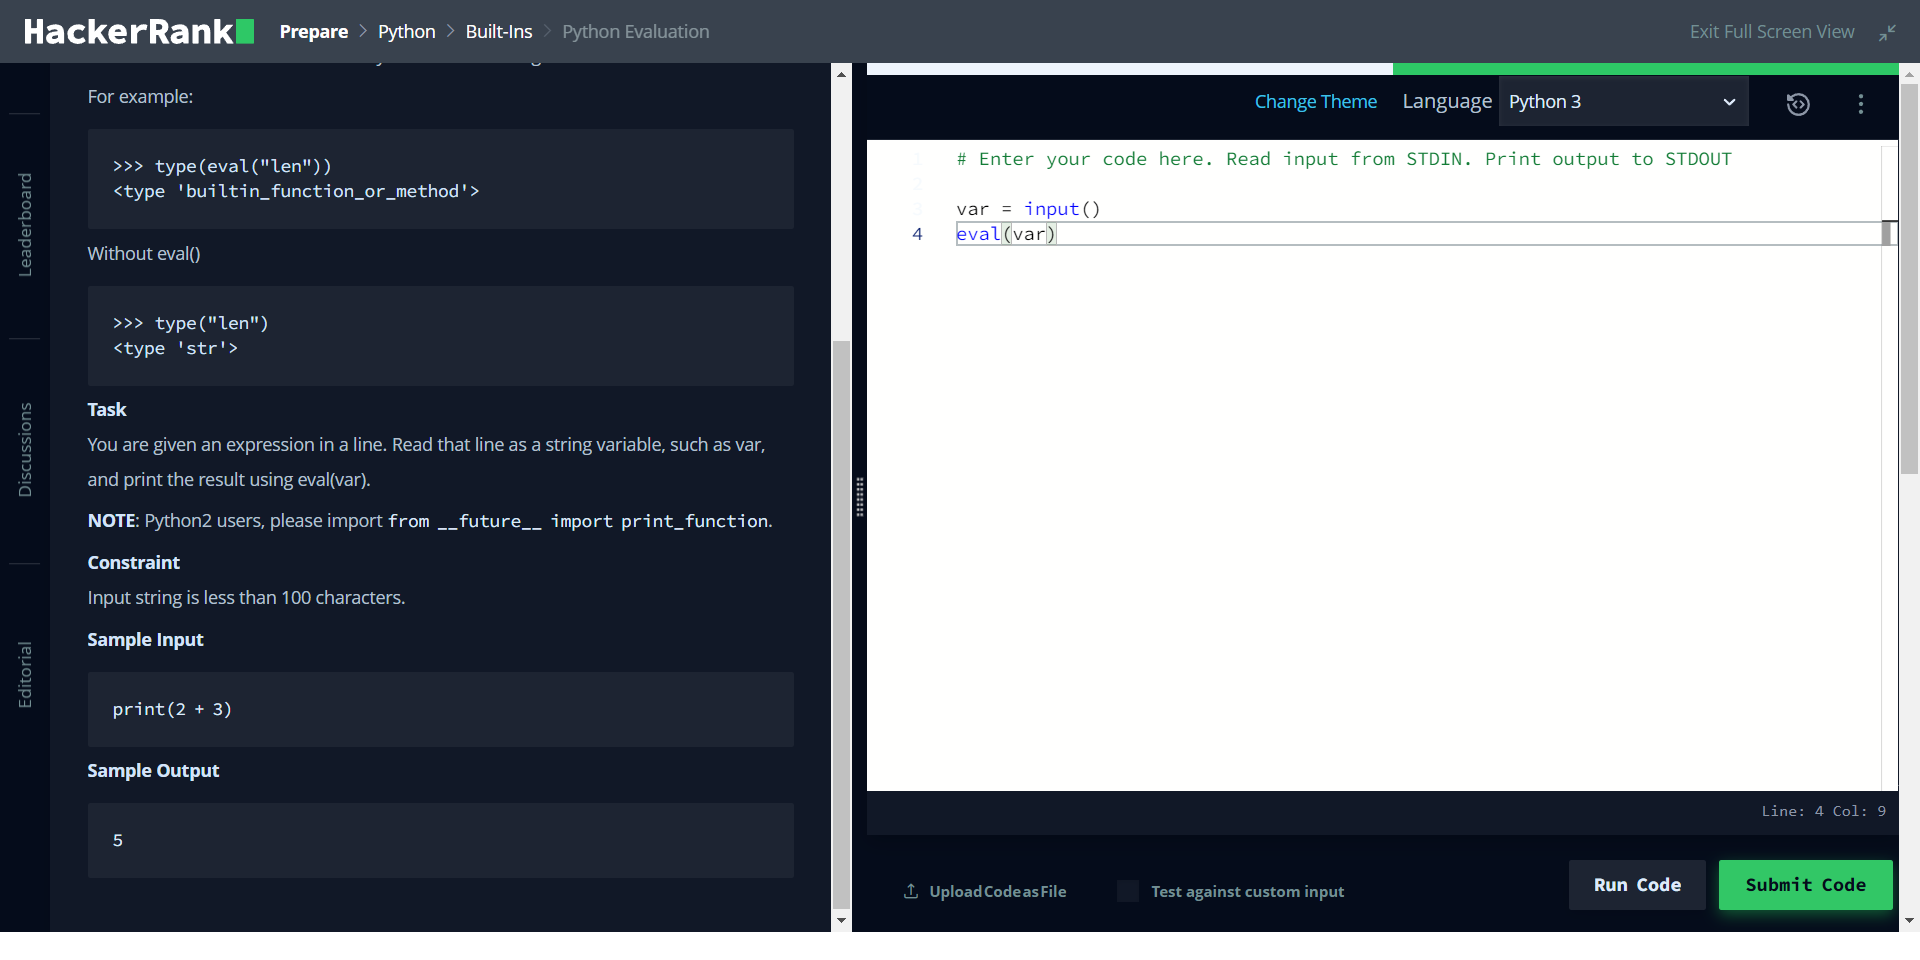 HackerRank Prepare > Python > Built-Ins > Python Evaluation Exit Full Screen View
Leaderboard
Discussions
Editorial
For example:
>>> type(eval("len"))
<type 'builtin_function_or_method'>
Without eval()
>>> type("len")
<type 'str'>
Task
You are given an expression in a line. Read that line as a string variable, such as var,
and print the result using eval(var).
NOTE: Python2 users, please import from __future__ import print_function.
Constraint
Input string is less than 100 characters.
Sample Input
print(2 + 3)
Sample Output
5
Change Theme Language Python 3
1 # Enter your code here. Read input from STDIN. Print output to STDOUT
2
3 var = input()
4 eval(var)
Line: 4 Col: 9
Upload Code as File Test against custom input Run Code Submit Code